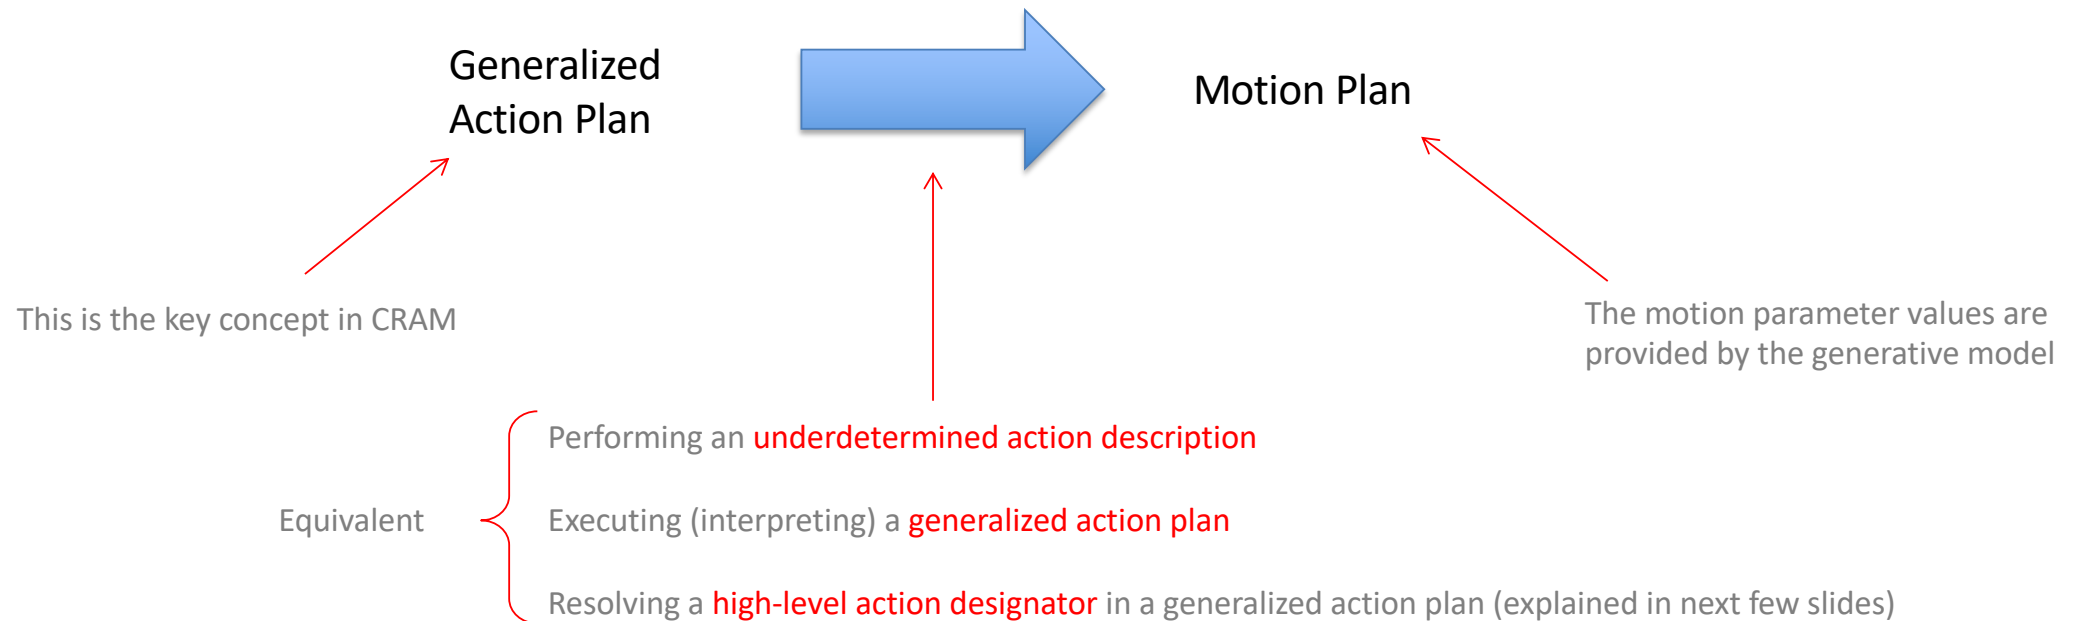 Generalized
Action Plan
Motion Plan
This is the key concept in CRAM
The motion parameter values are
provided by the generative model
Performing an underdetermined action description
Equivalent
Executing (interpreting) a generalized action plan
Resolving a high-level action designator in a generalized action plan (explained in next few slides)